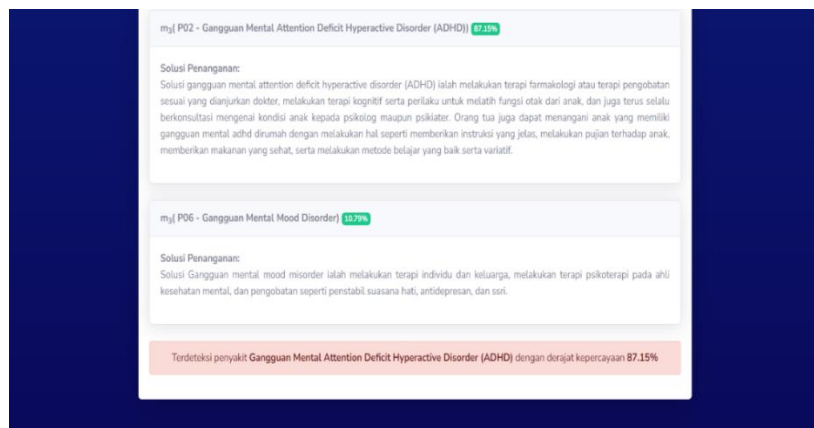 m3( P02 - Gangguan Mental Attention Deficit Hyperactive Disorder (ADHD)) 87.15%
Solusi Penanganan:
Solusi gangguan mental attention deficit hyperactive disorder (ADHD) ialah melakukan terapi farmakologi atau terapi pengobatan
sesuai yang dianjurkan dokter, melakukan terapi kognitif serta perilaku untuk melatih fungsi otak dari anak, dan juga terus selalu
berkonsultasi mengenai kondisi anak kepada psikolog maupun psikiater. Orang tua juga dapat menangani anak yang memiliki
gangguan mental adhd dirumah dengan melakukan hal seperti memberikan instruksi yang jelas, melakukan pujian terhadap anak,
memberikan makanan yang sehat, serta melakukan metode belajar yang baik serta variatif.
m3( P06 - Gangguan Mental Mood Disorder) 10.79%
Solusi Penanganan:
Solusi Gangguan mental mood misorder ialah melakukan terapi individu dan keluarga, melakukan terapi psikoterapi pada ahli
kesehatan mental, dan pengobatan seperti penstabil suasana hati, antidepresan, dan ssri.
Terdeteksi penyakit Gangguan Mental Attention Deficit Hyperactive Disorder (ADHD) dengan derajat kepercayaan 87.15%